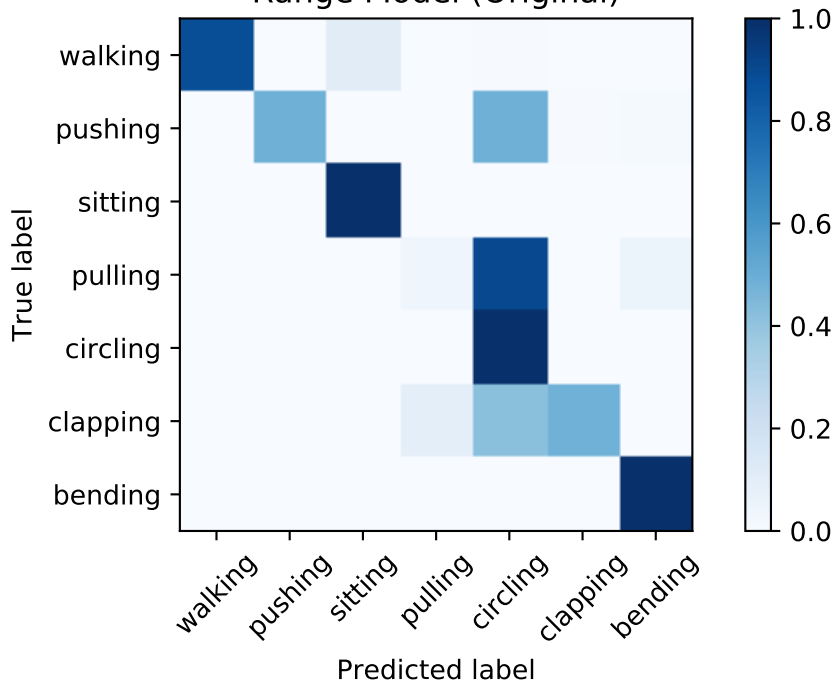 Range Model (Original)
walking
pushing
sitting
pulling
circling
clapping
bending
True label
walking
pushing
sitting
pulling
circling
clapping
bending
Predicted label
1.0
0.8
0.6
0.4
0.2
0.0